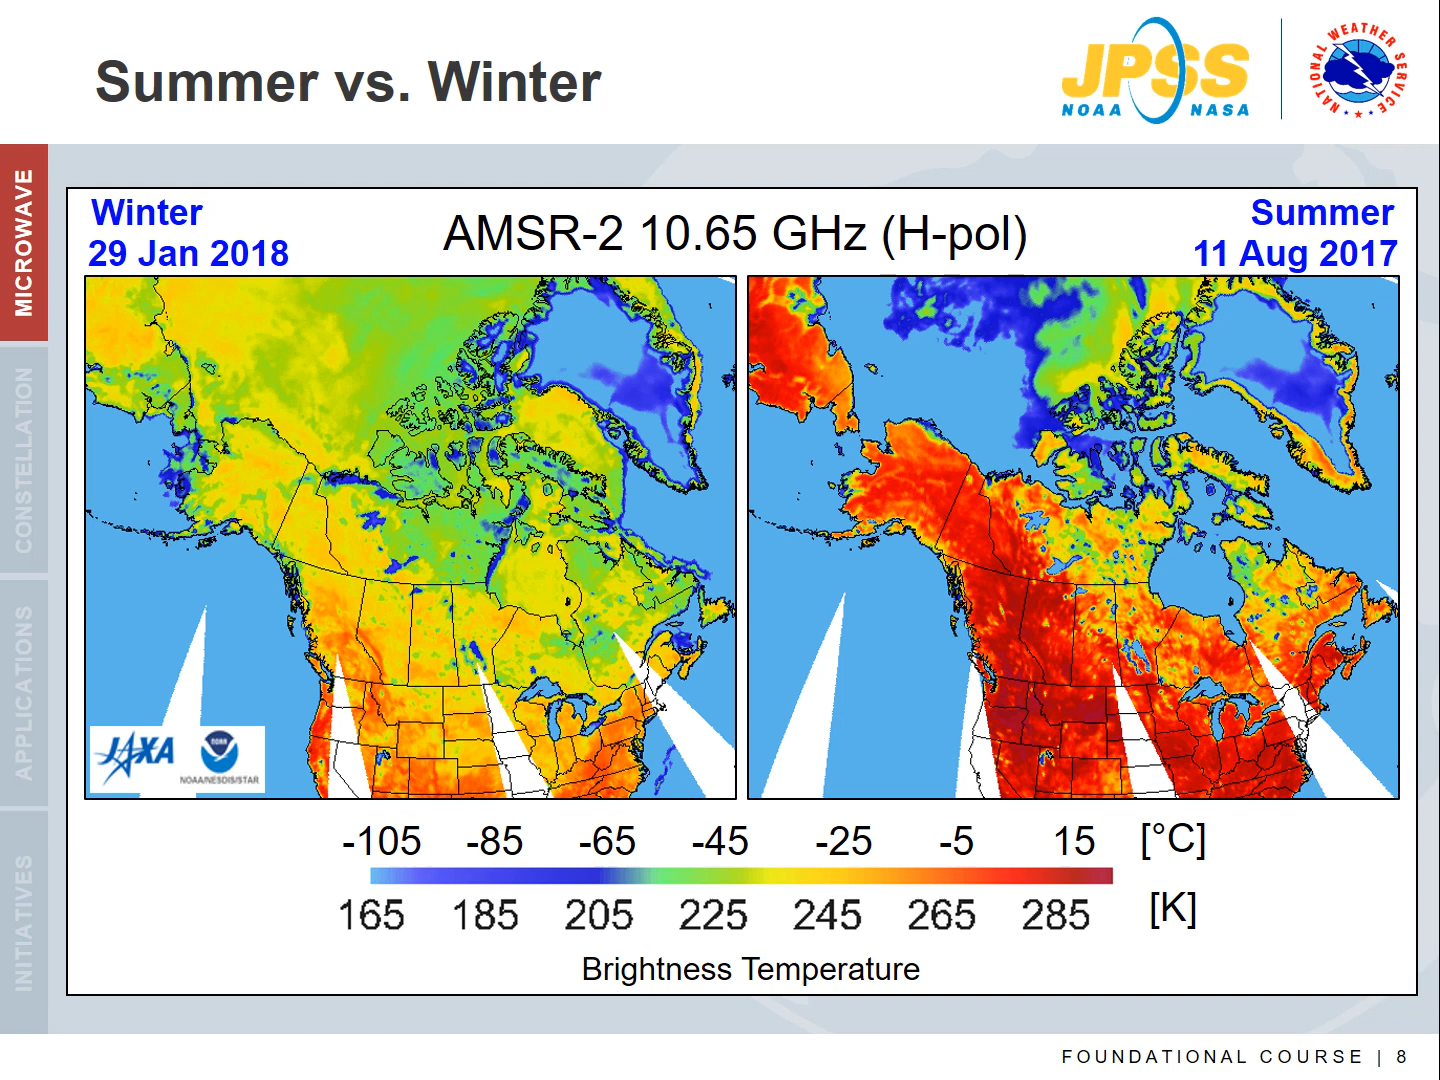 Summer vs. Winter
JPSS
NOAA NASA
NATIONAL WEATHER SERVICE
MICROWAVE
CONSTELLATION
APPLICATIONS
INITIATIVES
Winter
29 Jan 2018
AMSR-2 10.65 GHz (H-pol)
Summer
11 Aug 2017
JAXA
NOAA
NOAA/NESDIS/STAR
-105 -85 -65 -45 -25 -5 15 [°C]
165 185 205 225 245 265 285 [K]
Brightness Temperature
FOUNDATIONAL COURSE | 8